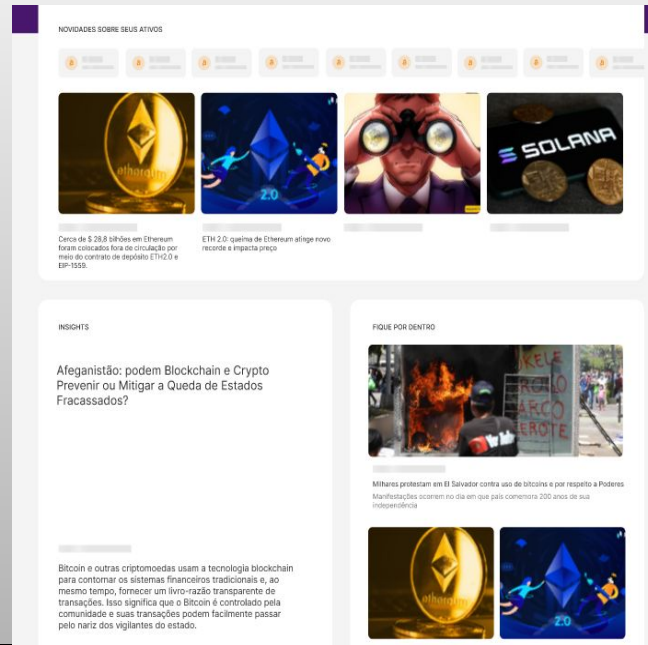 NOVIDADES SOBRE SEUS ATIVOS
ethereum
2.0
SOLANA
Cerca de $ 28,8 bilhões em Ethereum
foram colocados fora de circulação por
meio do contrato de depósito ETH2.0 e
EIP-1559.
ETH 2.0: queima de Ethereum atinge novo
recorde e impacta preço
INSIGHTS
Afeganistão: podem Blockchain e Crypto
Prevenir ou Mitigar a Queda de Estados
Fracassados?
Bitcoin e outras criptomoedas usam a tecnologia blockchain
para contornar os sistemas financeiros tradicionais e, ao
mesmo tempo, fornecer um livro-razão transparente de
transações. Isso significa que o Bitcoin é controlado pela
comunidade e suas transações podem facilmente passar
pelo nariz dos vigilantes do estado.
FIQUE POR DENTRO
Milhares protestam em El Salvador contra uso de bitcoins e por respeito a Poderes
Manifestações ocorrem no dia em que país comemora 200 anos de sua
independência
2.0